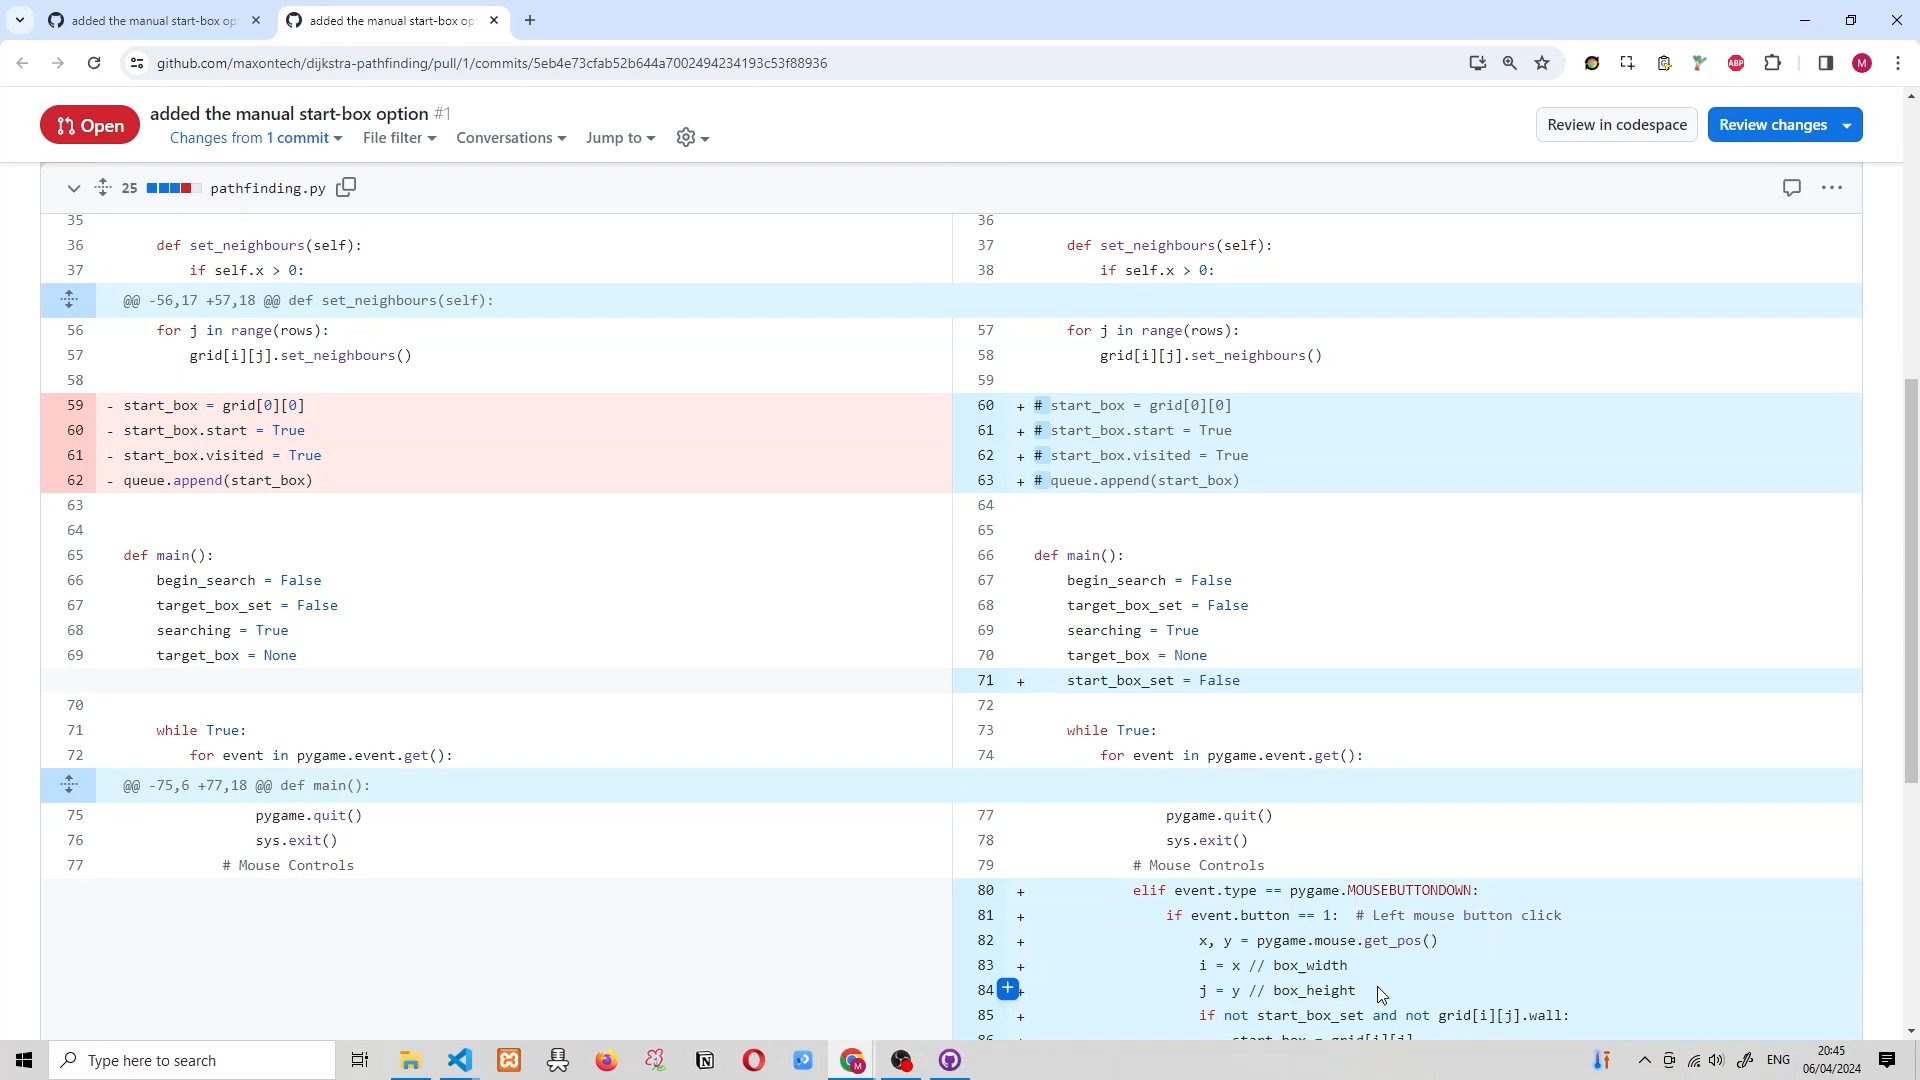 added the manual start-box op
added the manual start-box op
github.com/maxontech/dijkstra-pathfinding/pull/1/commits/5eb4e73cfab52b644a7002494234193c53f88936
ABP
M
Open
added the manual start-box option #1
Changes from 1 commit
File filter
Conversations
Jump to
Review in codespace
Review changes
25 pathfinding.py
35
36
36 def set_neighbours(self):
37 def set_neighbours(self):
37 if self.x > 0:
38 if self.x > 0:
@@ -56,17 +57,18 @@ def set_neighbours(self):
56 for j in range(rows):
57 for j in range(rows):
57 grid[i][j].set_neighbours()
58 grid[i][j].set_neighbours()
58
59
59 - start_box = grid[0][0]
60 + # start_box = grid[0][0]
60 - start_box.start = True
61 + # start_box.start = True
61 - start_box.visited = True
62 + # start_box.visited = True
62 - queue.append(start_box)
63 + # queue.append(start_box)
63
64
64
65
65 def main():
66 def main():
66 begin_search = False
67 begin_search = False
67 target_box_set = False
68 target_box_set = False
68 searching = True
69 searching = True
69 target_box = None
70 target_box = None
71 + start_box_set = False
70
72
71 while True:
73 while True:
72 for event in pygame.event.get():
74 for event in pygame.event.get():
@@ -75,6 +77,18 @@ def main():
75 pygame.quit()
77 pygame.quit()
76 sys.exit()
78 sys.exit()
77 # Mouse Controls
79 # Mouse Controls
80 + elif event.type == pygame.MOUSEBUTTONDOWN:
81 + if event.button == 1: # Left mouse button click
82 + x, y = pygame.mouse.get_pos()
83 + i = x // box_width
84 + j = y // box_height
85 + if not start_box_set and not grid[i][j].wall:
86 start_box = grid[i][j]
Type here to search
M
ENG
20:45
06/04/2024